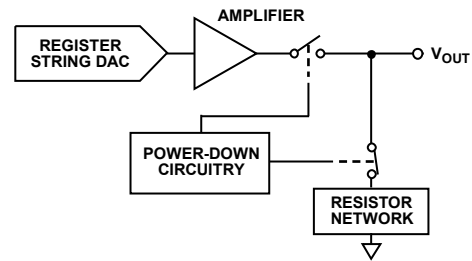 AMPLIFIER
REGISTER
STRING DAC
VOUT
POWER-DOWN
CIRCUITRY
RESISTOR
NETWORK